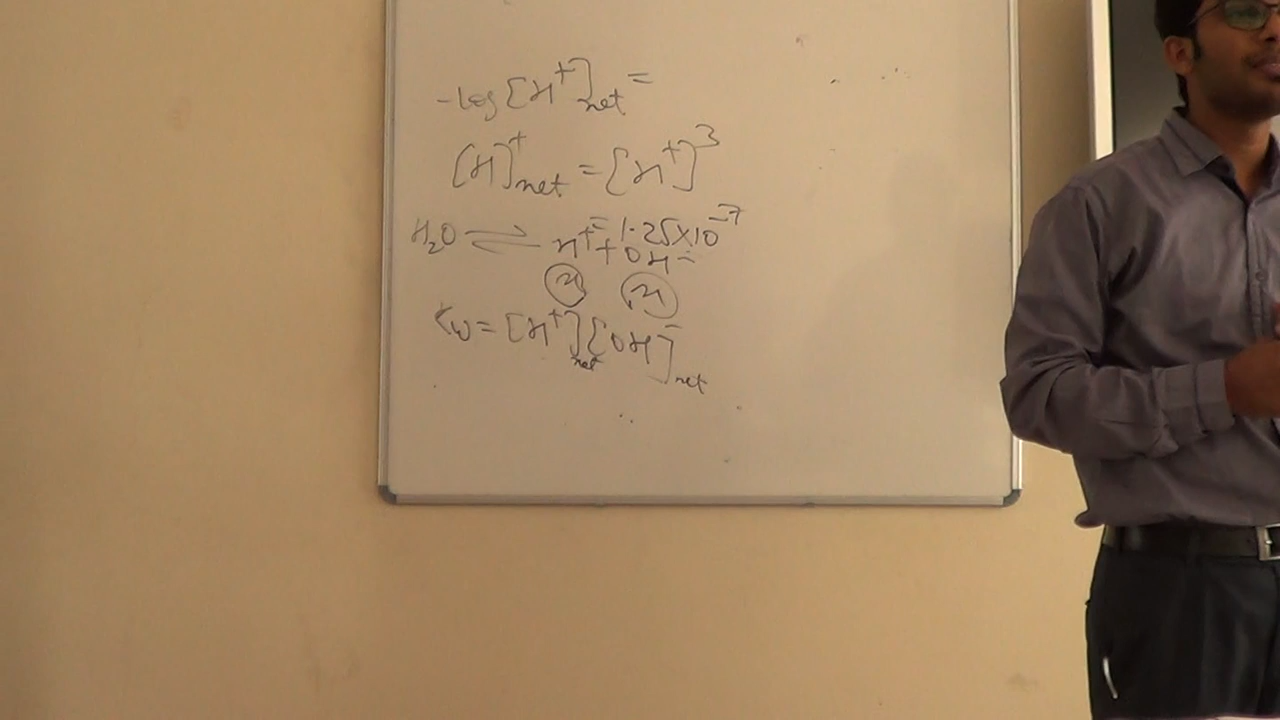 -log [H⁺]net =
[H]⁺net = [H⁺]³
= 1.25×10⁻⁷
H₂O ⇌ H⁺ + OH⁻
x x
Kw = [H⁺]net [OH]⁻net